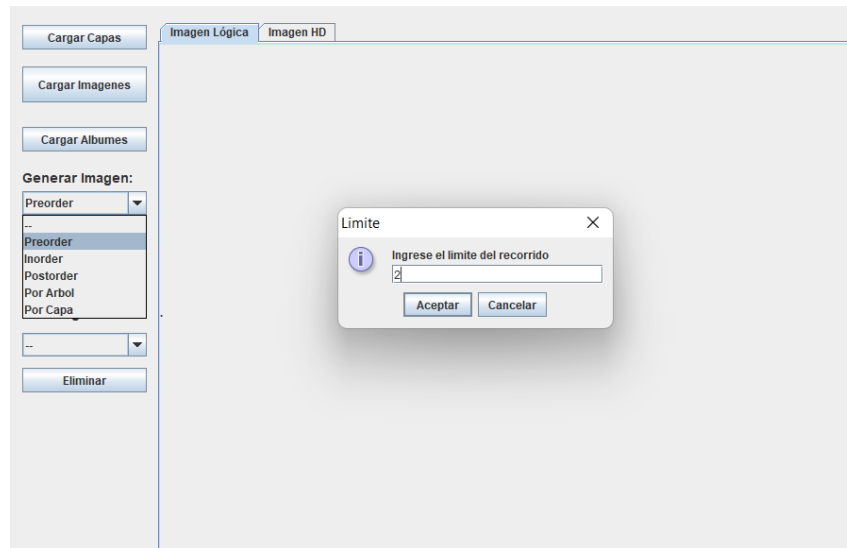 Cargar Capas
Imagen Lógica
Imagen HD
Cargar Imagenes
Cargar Albumes
Generar Imagen:
Preorder
--
Preorder
Inorder
Postorder
Por Arbol
Por Capa
--
Eliminar
Limite
Ingrese el limite del recorrido
2
Aceptar
Cancelar